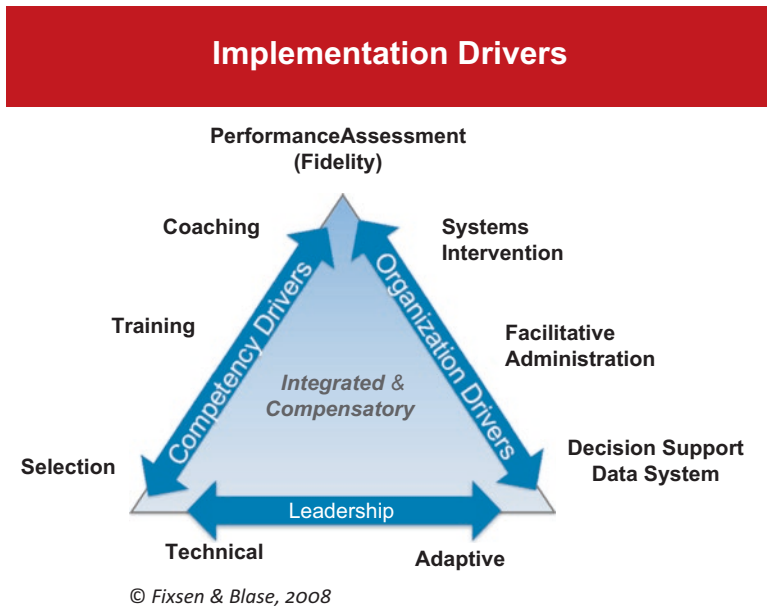 Implementation Drivers
PerformanceAssessment
(Fidelity)
Coaching
Systems
Intervention
Training
Competency Drivers
Organization Drivers
Facilitative
Administration
Integrated &
Compensatory
Selection
Decision Support
Data System
Leadership
Technical
Adaptive
© Fixsen & Blase, 2008